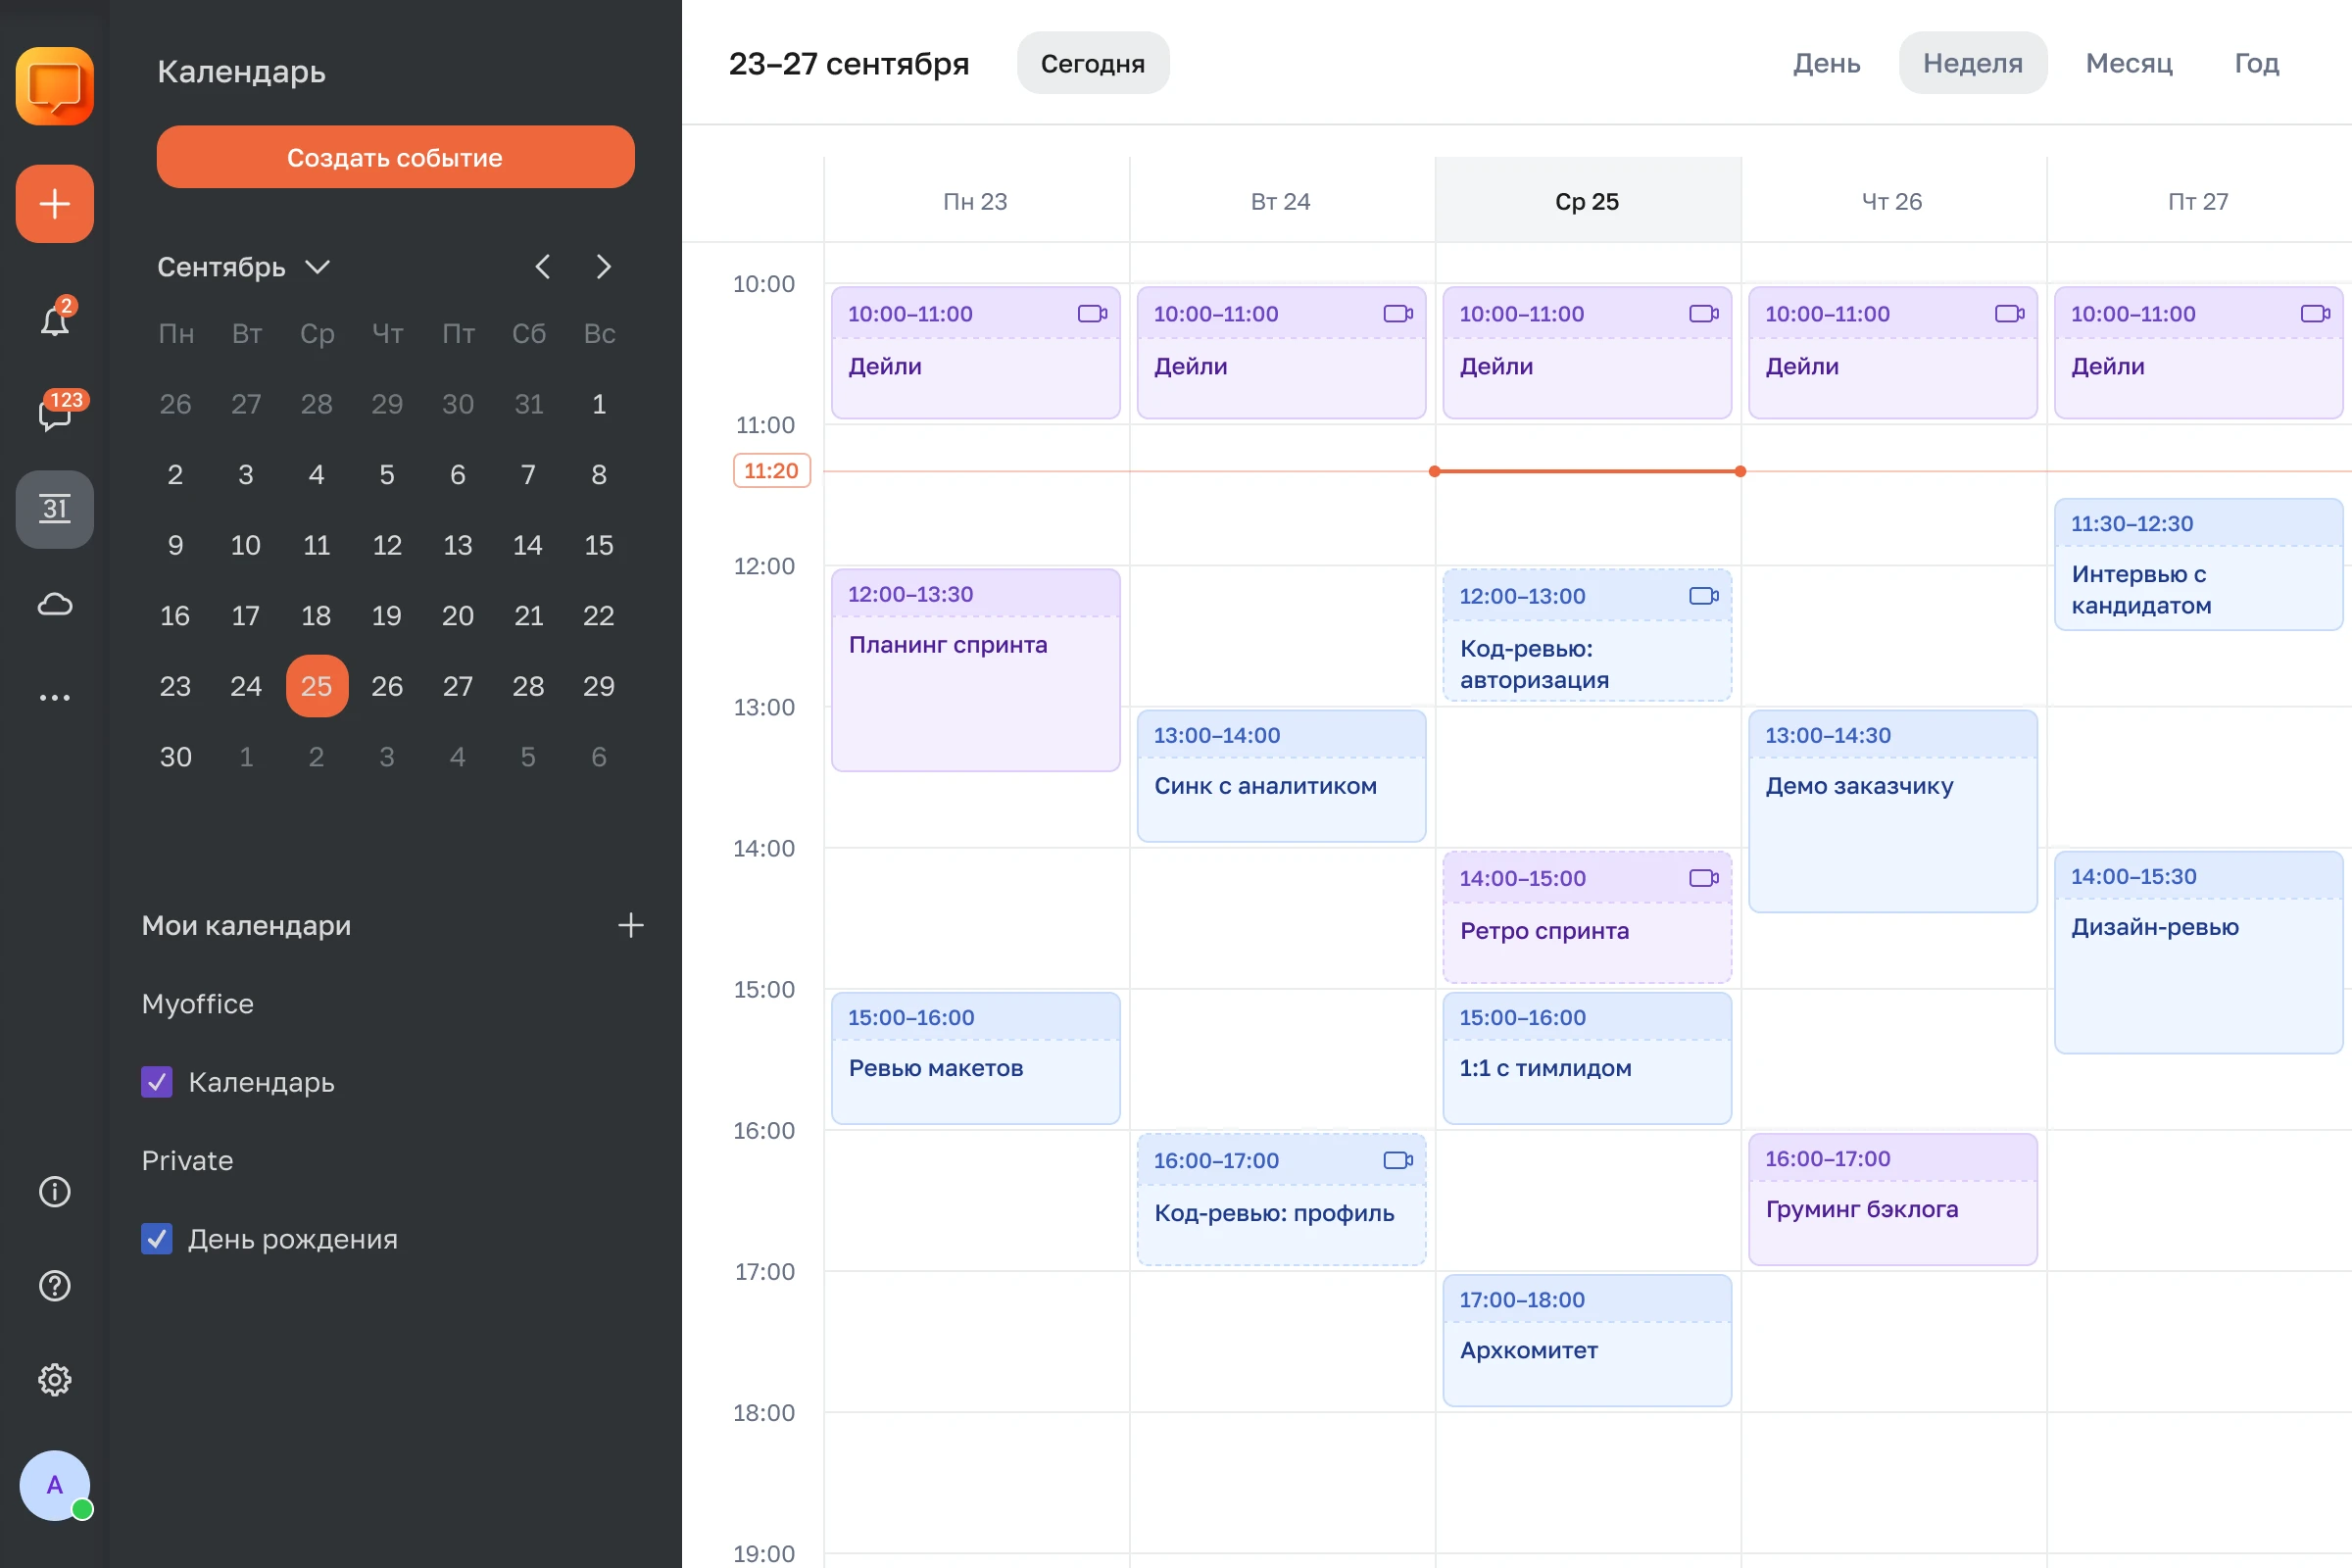 Календарь
Создать событие
2
123
31
Сентябрь
Пн Вт Ср Чт Пт Сб Вс
26 27 28 29 30 31 1
2 3 4 5 6 7 8
9 10 11 12 13 14 15
16 17 18 19 20 21 22
23 24 25 26 27 28 29
30 1 2 3 4 5 6
Мои календари
Myoffice
Календарь
Private
День рождения
A
23–27 сентября
Сегодня
День Неделя Месяц Год
Пн 23 Вт 24 Ср 25 Чт 26 Пт 27
10:00
11:00
11:20
12:00
13:00
14:00
15:00
16:00
17:00
18:00
19:00
10:00–11:00
Дейли
12:00–13:30
Планинг спринта
15:00–16:00
Ревью макетов
10:00–11:00
Дейли
13:00–14:00
Синк с аналитиком
16:00–17:00
Код-ревью: профиль
10:00–11:00
Дейли
12:00–13:00
Код-ревью:
авторизация
14:00–15:00
Ретро спринта
15:00–16:00
1:1 с тимлидом
17:00–18:00
Архкомитет
10:00–11:00
Дейли
13:00–14:30
Демо заказчику
16:00–17:00
Груминг бэклога
10:00–11:00
Дейли
11:30–12:30
Интервью с
кандидатом
14:00–15:30
Дизайн-ревью